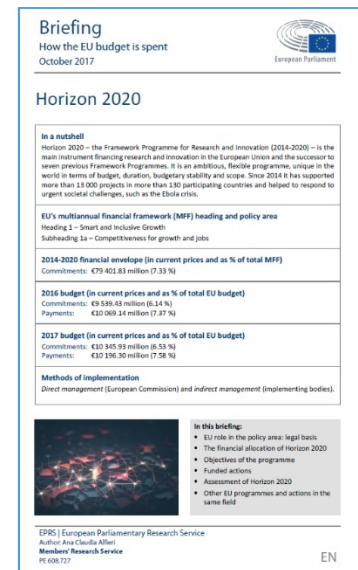 Briefing
How the EU budget is spent
October 2017
European Parliament
Horizon 2020
In a nutshell
Horizon 2020 – the Framework Programme for Research and Innovation (2014-2020) – is the
main instrument financing research and innovation in the European Union and the successor to
seven previous Framework Programmes. It is an ambitious, flexible programme, unique in the
world in terms of budget, duration, budgetary stability and scope. Since 2014 it has supported
more than 13 000 projects in more than 130 participating countries and helped to respond to
urgent societal challenges, such as the Ebola crisis.
EU's multiannual financial framework (MFF) heading and policy area
Heading 1 – Smart and Inclusive Growth
Subheading 1a – Competitiveness for growth and jobs
2014-2020 financial envelope (in current prices and as % of total MFF)
Commitments: €79 401.83 million (7.33 %)
2016 budget (in current prices and as % of total EU budget)
Commitments: €9 539.43 million (6.14 %)
Payments: €10 069.14 million (7.37 %)
2017 budget (in current prices and as % of total EU budget)
Commitments: €10 345.93 million (6.53 %)
Payments: €10 196.30 million (7.58 %)
Methods of implementation
Direct management (European Commission) and indirect management (implementing bodies).
In this briefing:
• EU role in the policy area: legal basis
• The financial allocation of Horizon 2020
• Objectives of the programme
• Funded actions
• Assessment of Horizon 2020
• Other EU programmes and actions in the
same field
EPRS | European Parliamentary Research Service
Author: Ana Claudia Alfieri
Members' Research Service
PE 608.727
EN